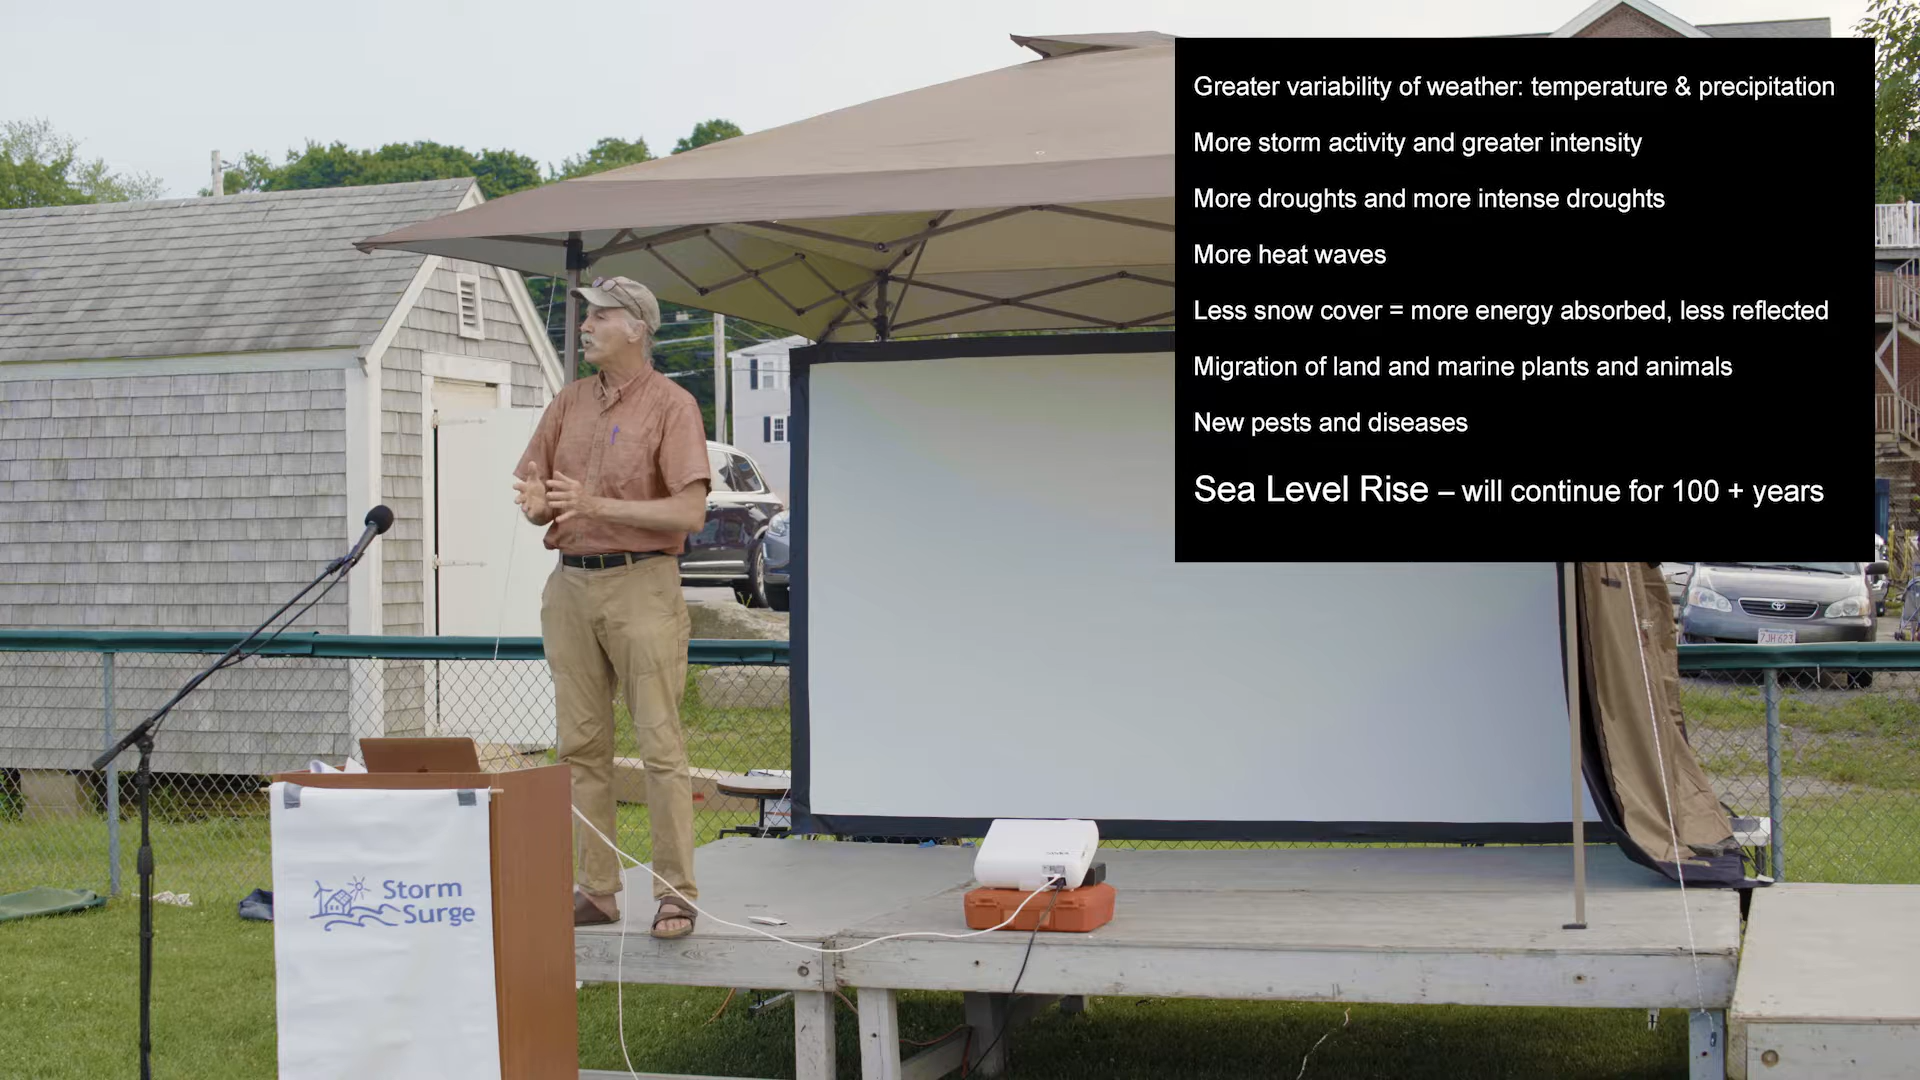 Greater variability of weather: temperature & precipitation
More storm activity and greater intensity
More droughts and more intense droughts
More heat waves
Less snow cover = more energy absorbed, less reflected
Migration of land and marine plants and animals
New pests and diseases
Sea Level Rise – will continue for 100 + years
7JH 623
Storm
Surge